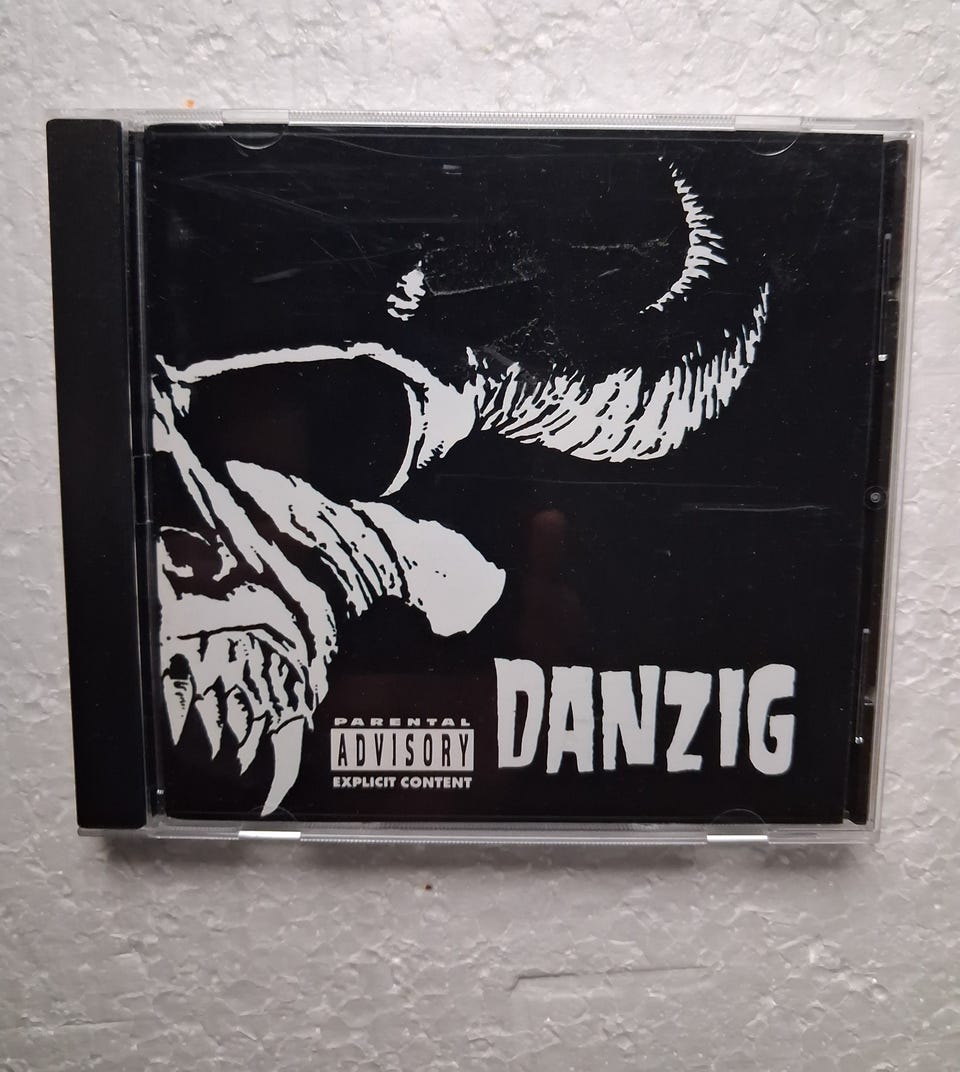 PARENTAL
ADVISORY
EXPLICIT CONTENT
DANZIG